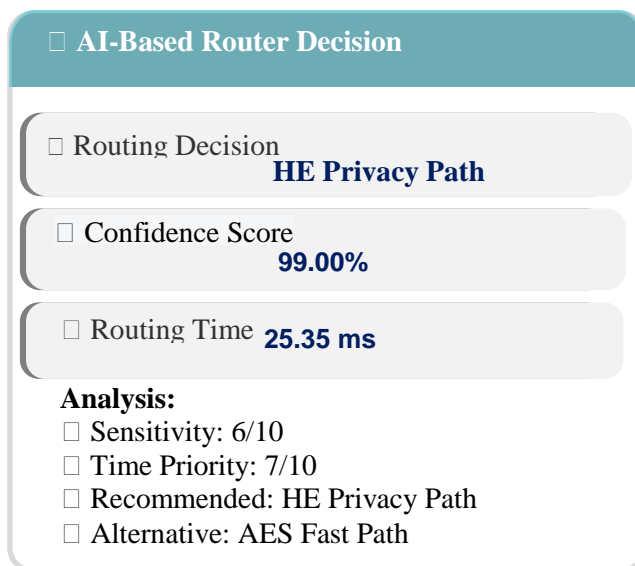 □ AI-Based Router Decision
□ Routing Decision
HE Privacy Path
□ Confidence Score
99.00%
□ Routing Time 25.35 ms
Analysis:
□ Sensitivity: 6/10
□ Time Priority: 7/10
□ Recommended: HE Privacy Path
□ Alternative: AES Fast Path